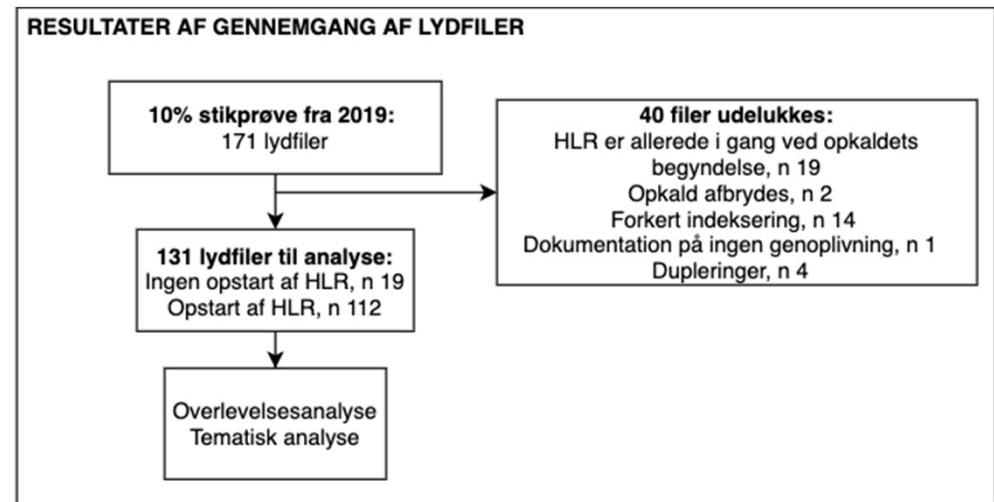 RESULTATER AF GENNEMGANG AF LYDFILER
10% stikprøve fra 2019:
171 lydfiler
40 filer udelukkes:
HLR er allerede i gang ved opkaldets
begyndelse, n 19
Opkald afbrydes, n 2
Forkert indeksering, n 14
Dokumentation på ingen genoplivning, n 1
Dupleringer, n 4
131 lydfiler til analyse:
Ingen opstart af HLR, n 19
Opstart af HLR, n 112
Overlevelsesanalyse
Tematisk analyse